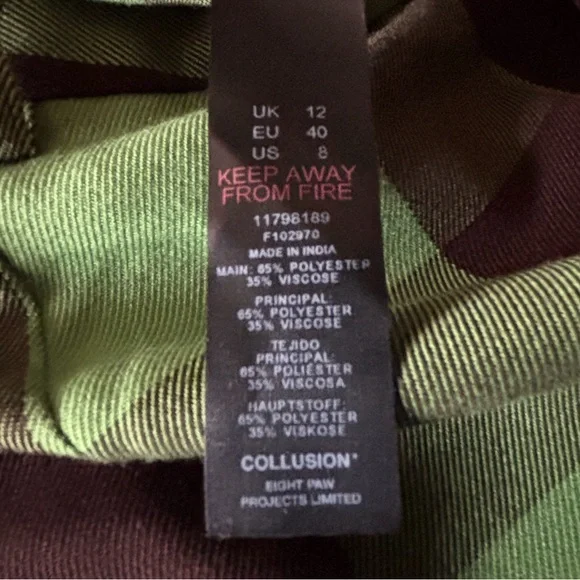 UK 12
EU 40
US 8
KEEP AWAY
FROM FIRE
11798189
F102970
MADE IN INDIA
MAIN: 65% POLYESTER
35% VISCOSE
PRINCIPAL:
65% POLYESTER
35% VISCOSE
TEJIDO
PRINCIPAL:
65% POLIÉSTER
35% VISCOSA
HAUPTSTOFF:
65% POLYESTER
35% VISKOSE
COLLUSION*
EIGHT PAW
PROJECTS LIMITED